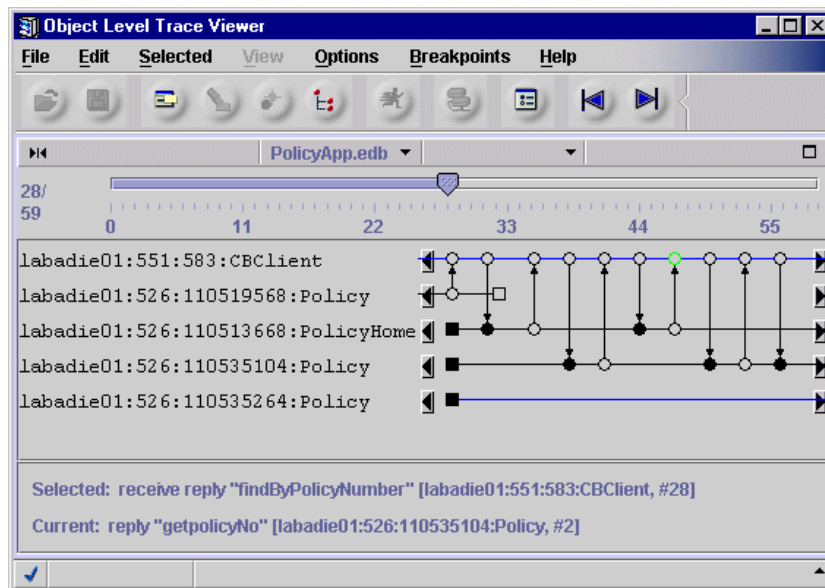 Object Level Trace Viewer
File Edit Selected View Options Breakpoints Help
PolicyApp.edb
28/
59
0 11 22 33 44 55
labadie01:551:583:CBClient
labadie01:526:110519568:Policy
labadie01:526:110513668:PolicyHome
labadie01:526:110535104:Policy
labadie01:526:110535264:Policy
Selected: receive reply "findByPolicyNumber" [labadie01:551:583:CBClient, #28]
Current: reply "getpolicyNo" [labadie01:526:110535104:Policy, #2]